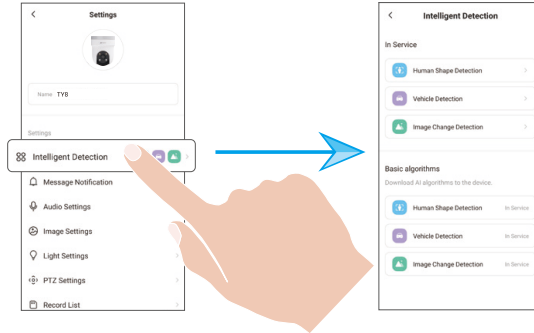 Settings
Name TYB
Settings
Intelligent Detection
Message Notification
Audio Settings
Image Settings
Light Settings
PTZ Settings
Record List
Intelligent Detection
In Service
Human Shape Detection
Vehicle Detection
Image Change Detection
Basic algorithms
Download AI algorithms to the device.
Human Shape Detection In Service
Vehicle Detection In Service
Image Change Detection In Service